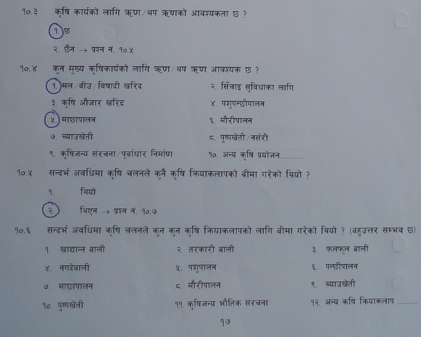 १०.३ कृषि कार्यको लागि ऋण/थप ऋणको आवश्यकता छ ?
१. छ
२. छैन → प्रश्न नं. १०.५
१०.४ कुन मुख्य कृषिकार्यको लागि ऋण/थप ऋण आवश्यक छ ?
१. मल/बीउ/विषादी खरिद २. सिँचाइ सुविधाका लागि
३. कृषि औजार खरिद ४. पशुपन्छीपालन
५. माछापालन ६. मौरीपालन
७. च्याउखेती ८. पुष्पखेती/नर्सरी
९. कृषिजन्य संरचना/पूर्वाधार निर्माण १०. अन्य कृषि प्रयोजन..........
१०.५ सन्दर्भ अवधिमा कृषि चलनले कुनै कृषि क्रियाकलापको बीमा गरेको थियो ?
१. थियो
२. थिएन → प्रश्न नं. १०.७
१०.६ सन्दर्भ अवधिमा कृषि चलनले कुन कुन कृषि क्रियाकलापको लागि बीमा गरेको थियो ? (बहुउत्तर सम्भव छ)
१. खाद्यान्न बाली २. तरकारी बाली ३. फलफूल बाली
४. नगदेबाली ५. पशुपालन ६. पन्छीपालन
७. माछापालन ८. मौरीपालन ९. च्याउखेती
१०. पुष्पखेती ११. कृषिजन्य भौतिक संरचना १२. अन्य कृषि क्रियाकलाप ..........
१७